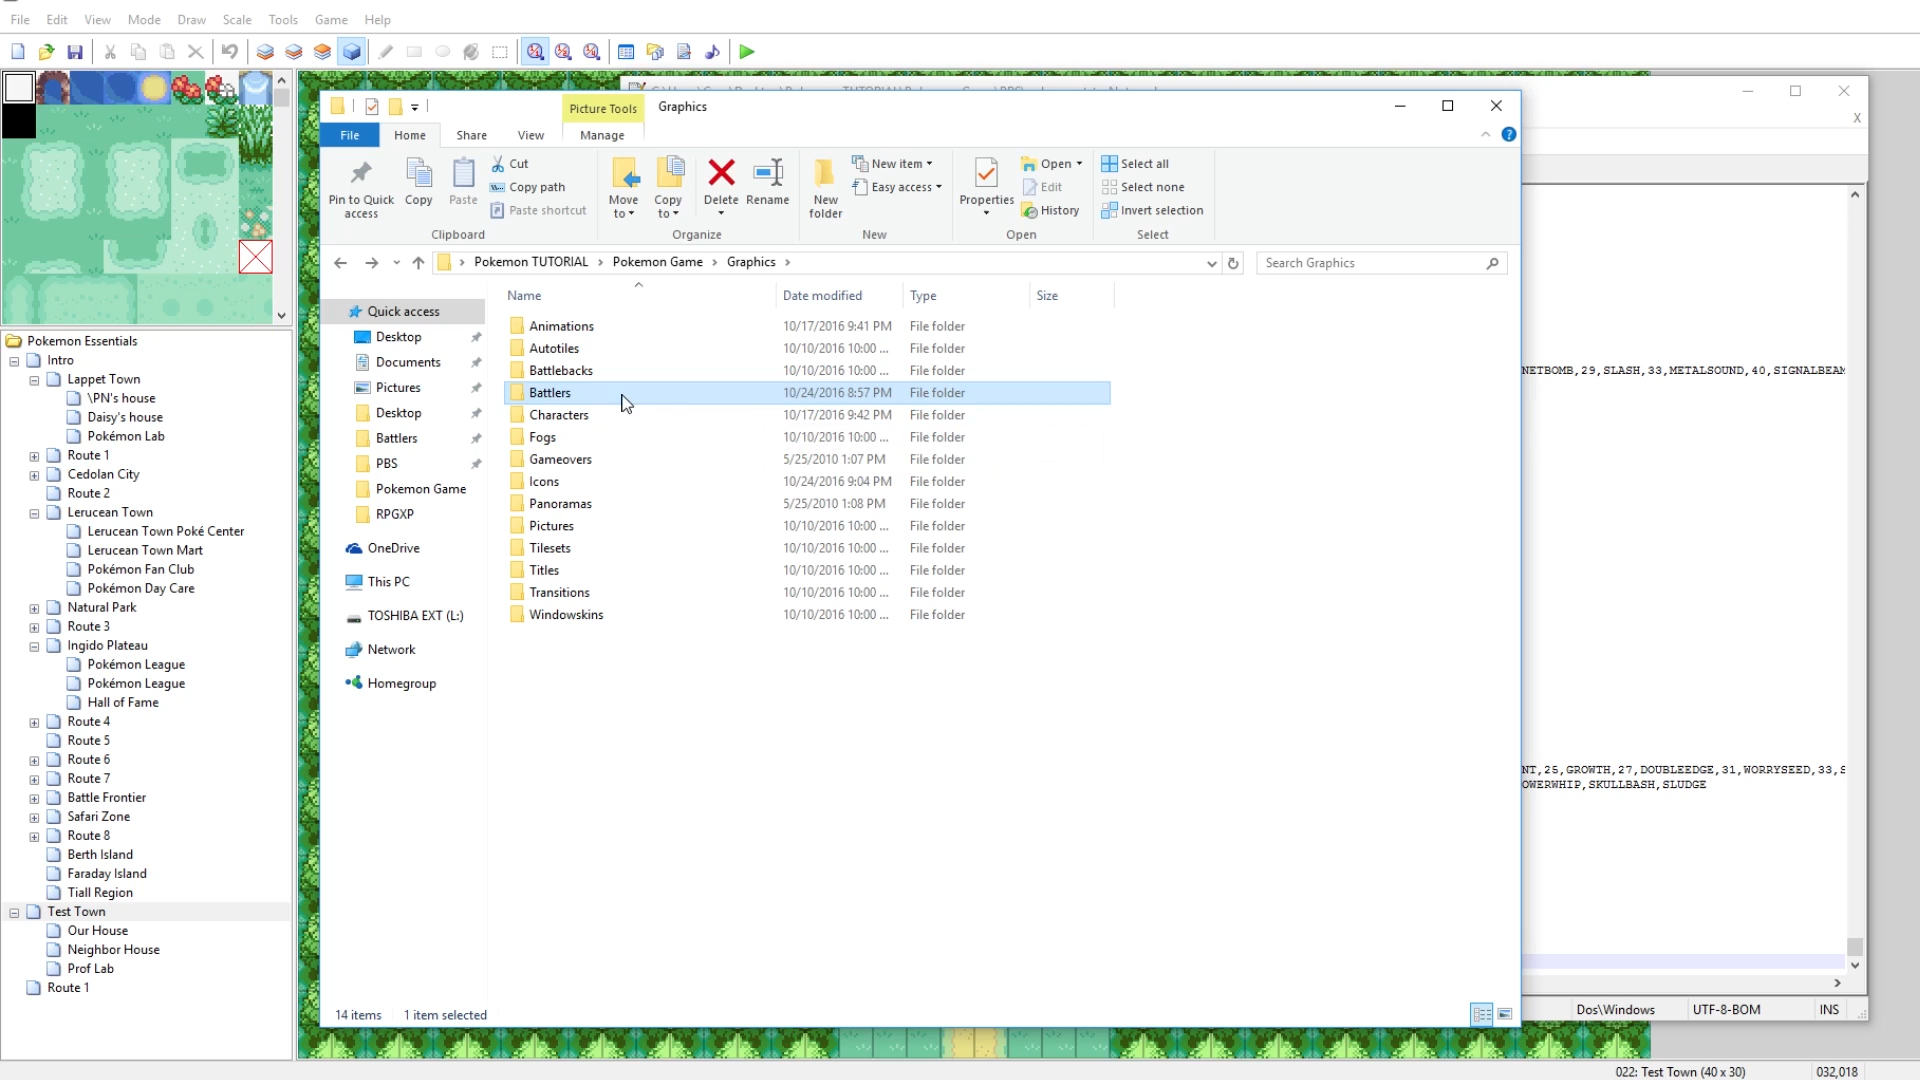 File Edit View Mode Draw Scale Tools Game Help
Picture Tools
Graphics
File Home Share View Manage
Pin to Quick access
Copy
Paste
Cut
Copy path
Paste shortcut
Move to
Copy to
Delete
Rename
New folder
New item
Easy access
Properties
Open
Edit
History
Select all
Select none
Invert selection
Clipboard Organize New Open Select
Pokemon TUTORIAL Pokemon Game Graphics
Search Graphics
Name Date modified Type Size
Animations 10/17/2016 9:41 PM File folder
Autotiles 10/10/2016 10:00 ... File folder
Battlebacks 10/10/2016 10:00 ... File folder
Battlers 10/24/2016 8:57 PM File folder
Characters 10/17/2016 9:42 PM File folder
Fogs 10/10/2016 10:00 ... File folder
Gameovers 5/25/2010 1:07 PM File folder
Icons 10/24/2016 9:04 PM File folder
Panoramas 5/25/2010 1:08 PM File folder
Pictures 10/10/2016 10:00 ... File folder
Tilesets 10/10/2016 10:00 ... File folder
Titles 10/10/2016 10:00 ... File folder
Transitions 10/10/2016 10:00 ... File folder
Windowskins 10/10/2016 10:00 ... File folder
Quick access
Desktop
Documents
Pictures
Desktop
Battlers
PBS
Pokemon Game
RPGXP
OneDrive
This PC
TOSHIBA EXT (L:)
Network
Homegroup
14 items 1 item selected
Pokemon Essentials
Intro
Lappet Town
\PN's house
Daisy's house
Pokémon Lab
Route 1
Cedolan City
Route 2
Lerucean Town
Lerucean Town Poké Center
Lerucean Town Mart
Pokémon Fan Club
Pokémon Day Care
Natural Park
Route 3
Ingido Plateau
Pokémon League
Pokémon League
Hall of Fame
Route 4
Route 5
Route 6
Route 7
Battle Frontier
Safari Zone
Route 8
Berth Island
Faraday Island
Tiall Region
Test Town
Our House
Neighbor House
Prof Lab
Route 1
X
NETBOMB,29,SLASH,33,METALSOUND,40,SIGNALBEAM
NT,25,GROWTH,27,DOUBLEEDGE,31,WORRYSEED,33,S
OWERWHIP,SKULLBASH,SLUDGE
Dos\Windows UTF-8-BOM INS
022: Test Town (40 x 30) 032,018